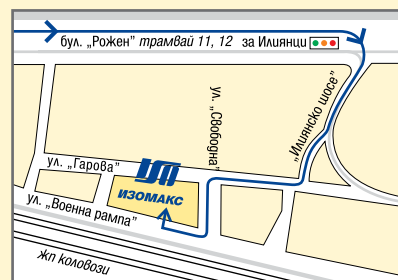 бул. „Рожен” трамвай 11, 12 за Илиянци
ул. „Свободна”
„Илиянско шосе”
ул. „Гарова”
ИЗОМАКС
ул. „Военна рампа”
жп коловози